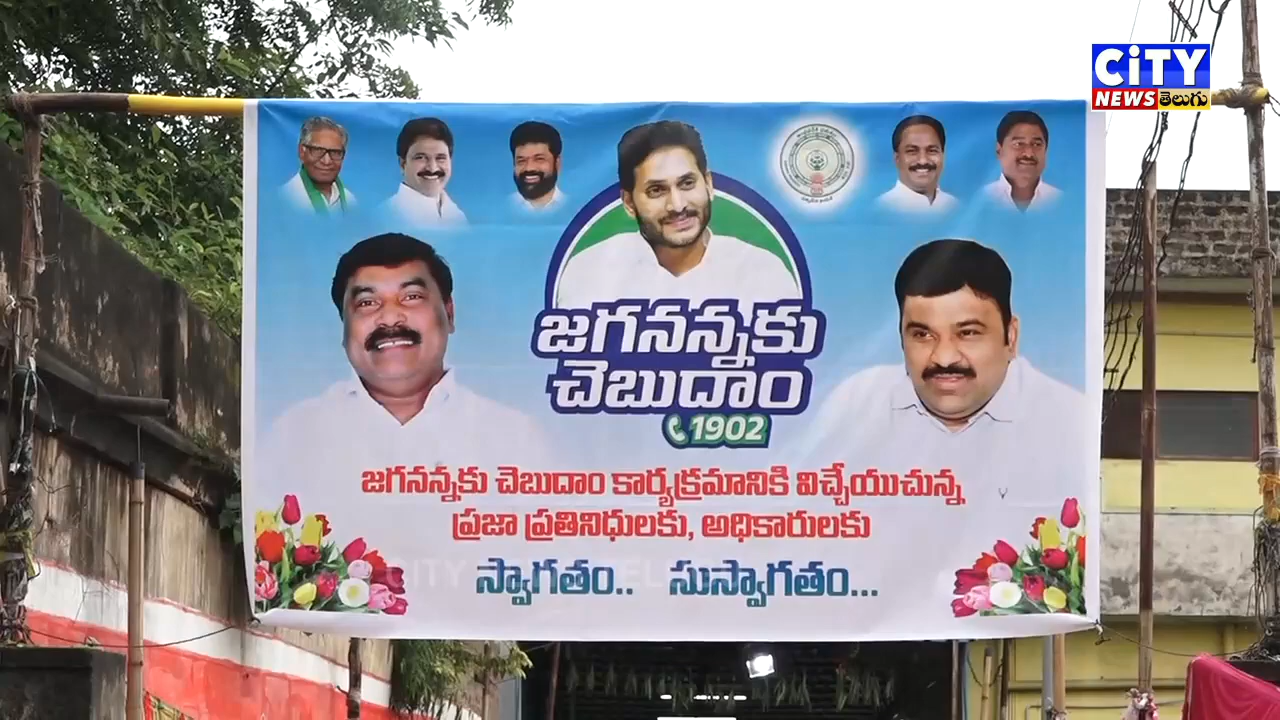 CiTY
NEWS తెలుగు
జగనన్నకు
చెబుదాం
1902
జగనన్నకు చెబుదాం కార్యక్రమానికి విచ్చేయుచున్న
ప్రజా ప్రతినిధులకు, అధికారులకు
స్వాగతం.. సుస్వాగతం...